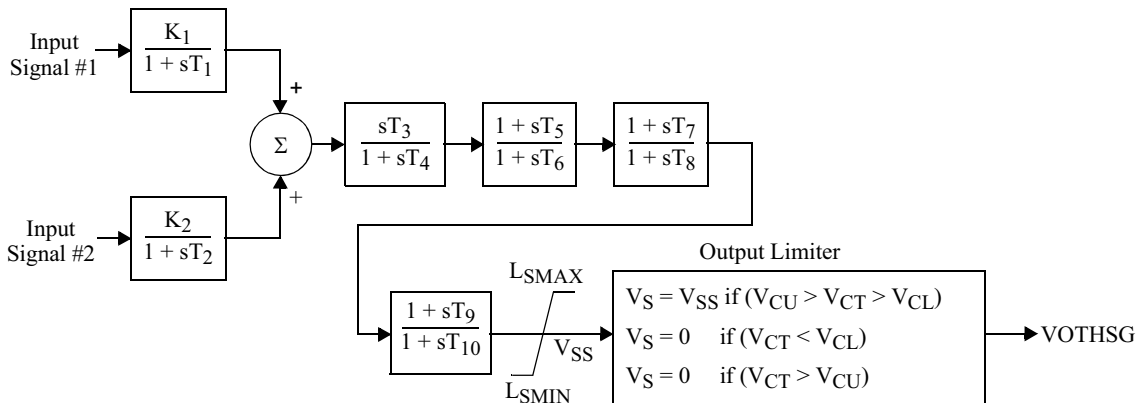 Input
Signal #1
K1
1 + sT1
+
Σ
sT3
1 + sT4
1 + sT5
1 + sT6
1 + sT7
1 + sT8
+
Input
Signal #2
K2
1 + sT2
Output Limiter
LSMAX
1 + sT9
1 + sT10
VSS
LSMIN
VS = VSS if (VCU > VCT > VCL)
VS = 0 if (VCT < VCL)
VS = 0 if (VCT > VCU)
VOTHSG